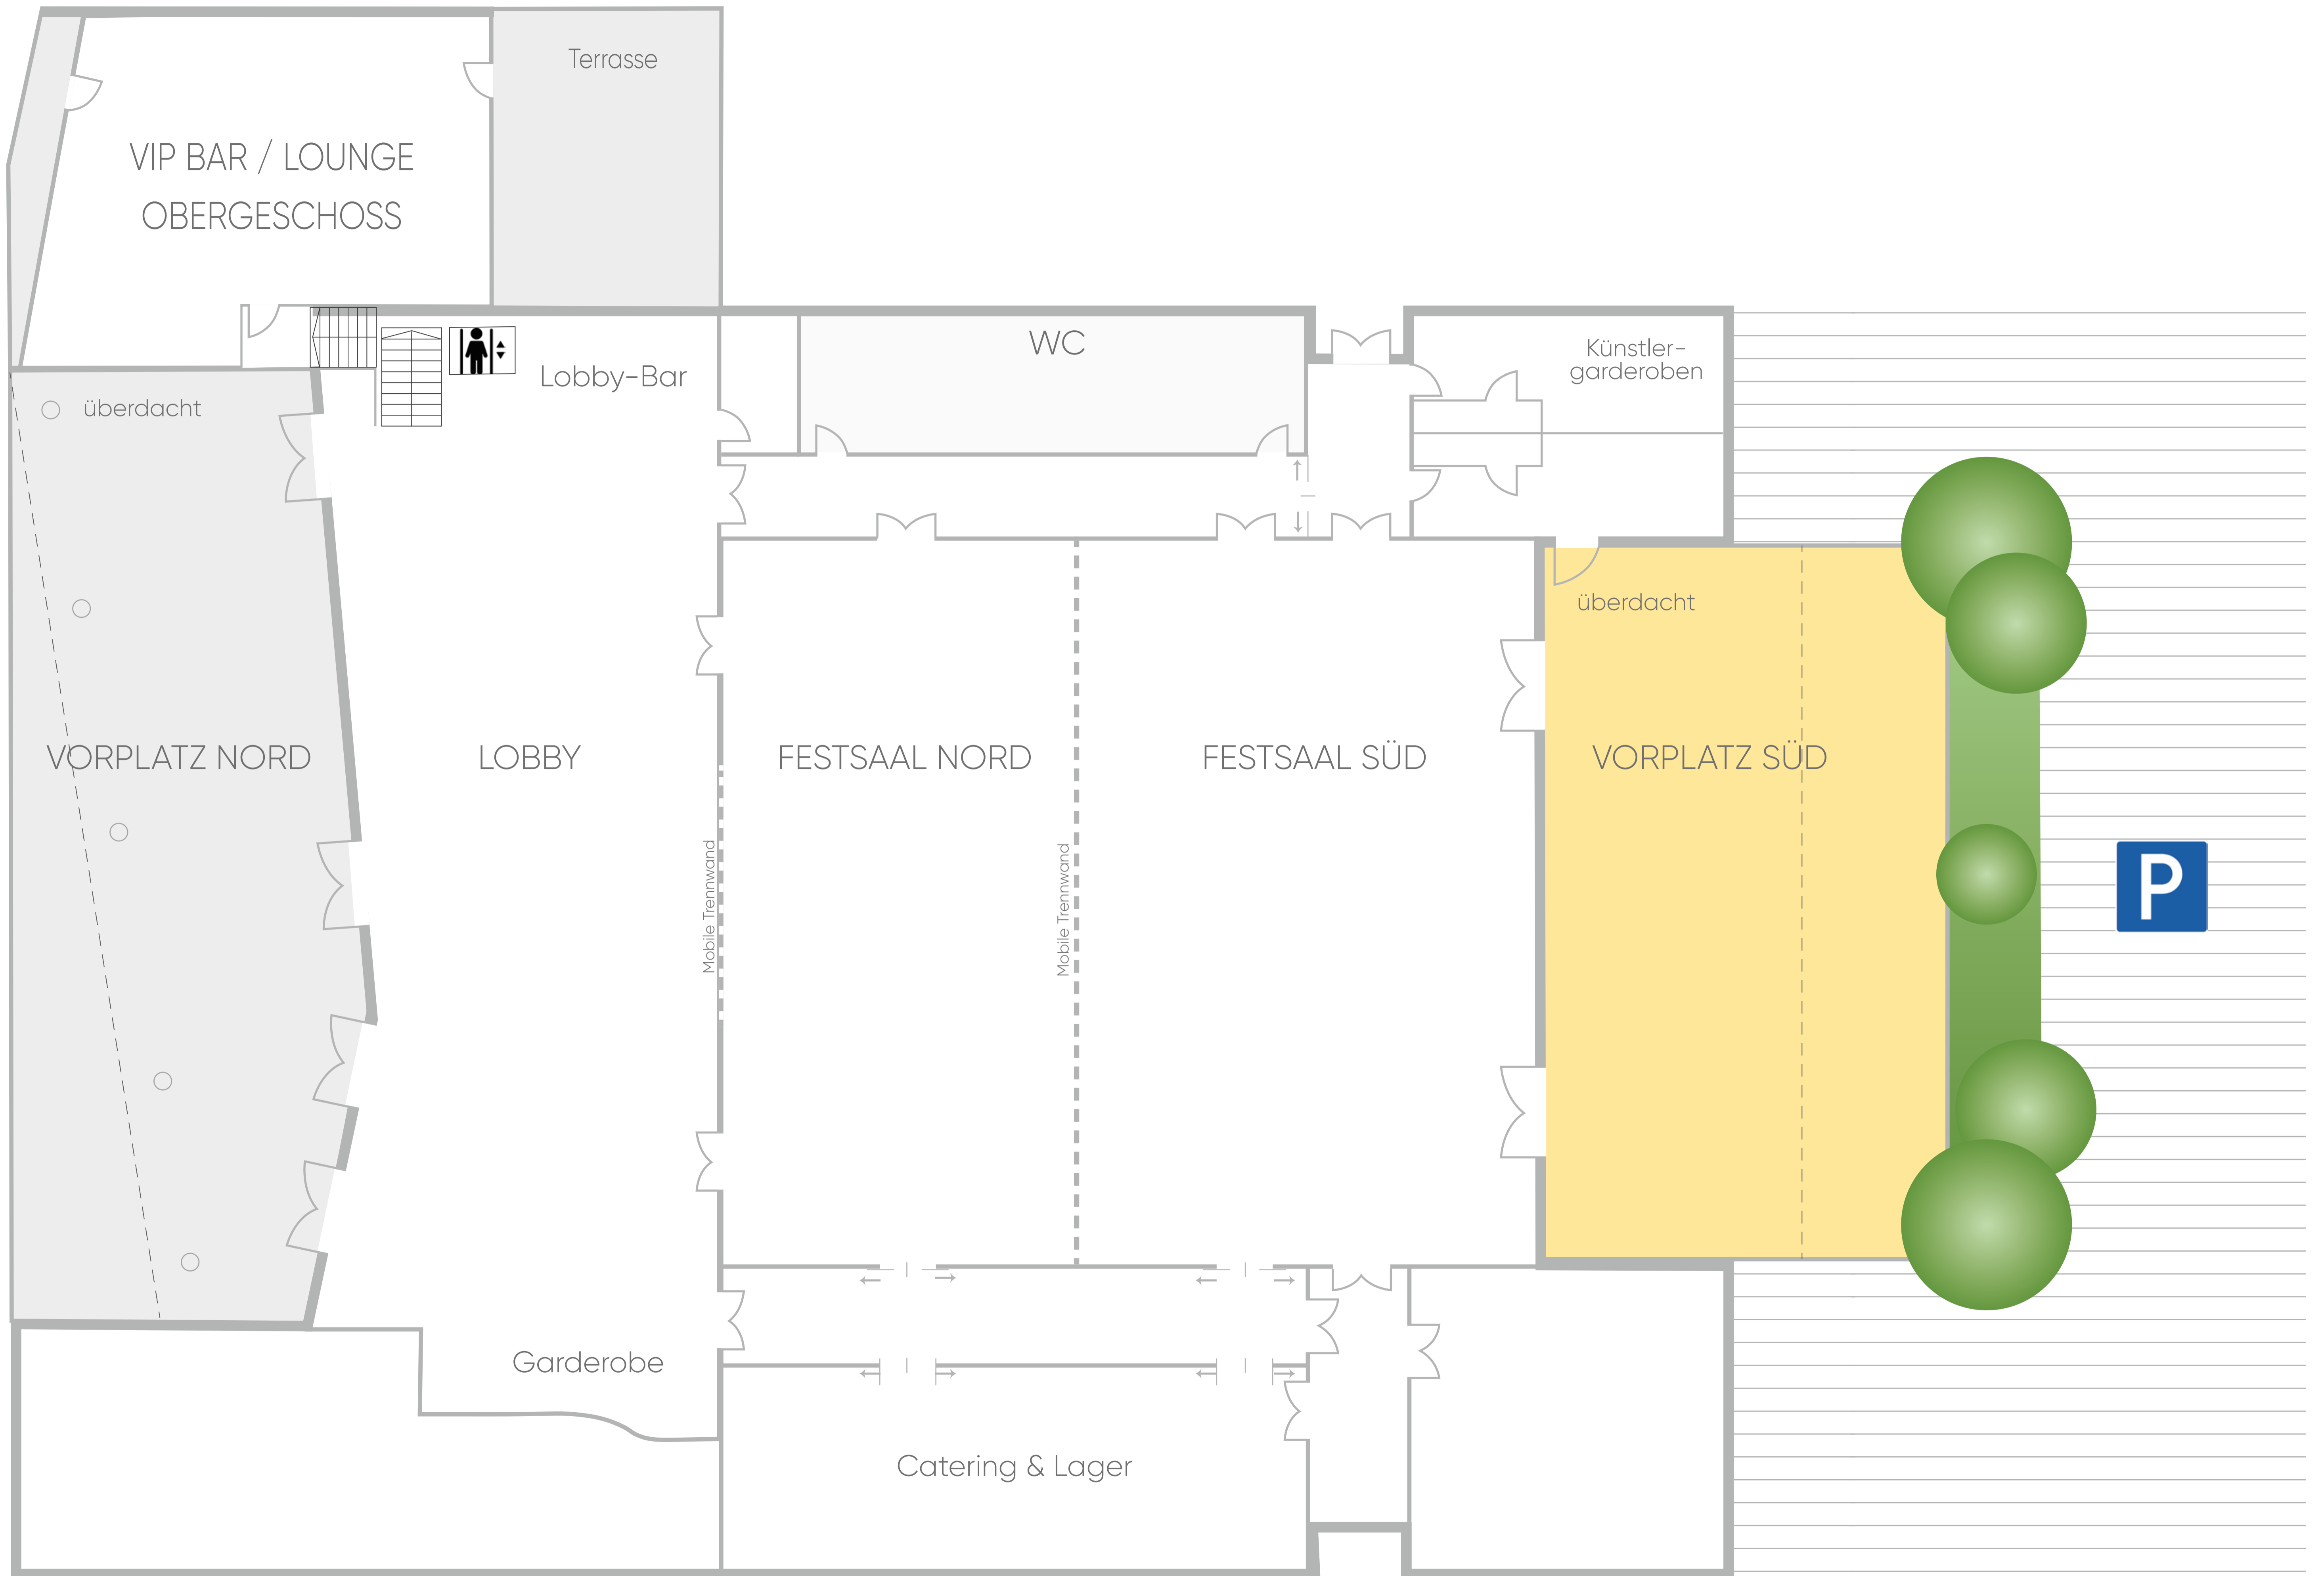 Terrasse
VIP BAR / LOUNGE
OBERGESCHOSS
WC
Künstler-
garderoben
Lobby-Bar
überdacht
überdacht
VORPLATZ NORD
LOBBY
FESTSAAL NORD
FESTSAAL SÜD
VORPLATZ SÜD
Mobile Trennwand
Mobile Trennwand
P
Garderobe
Catering & Lager